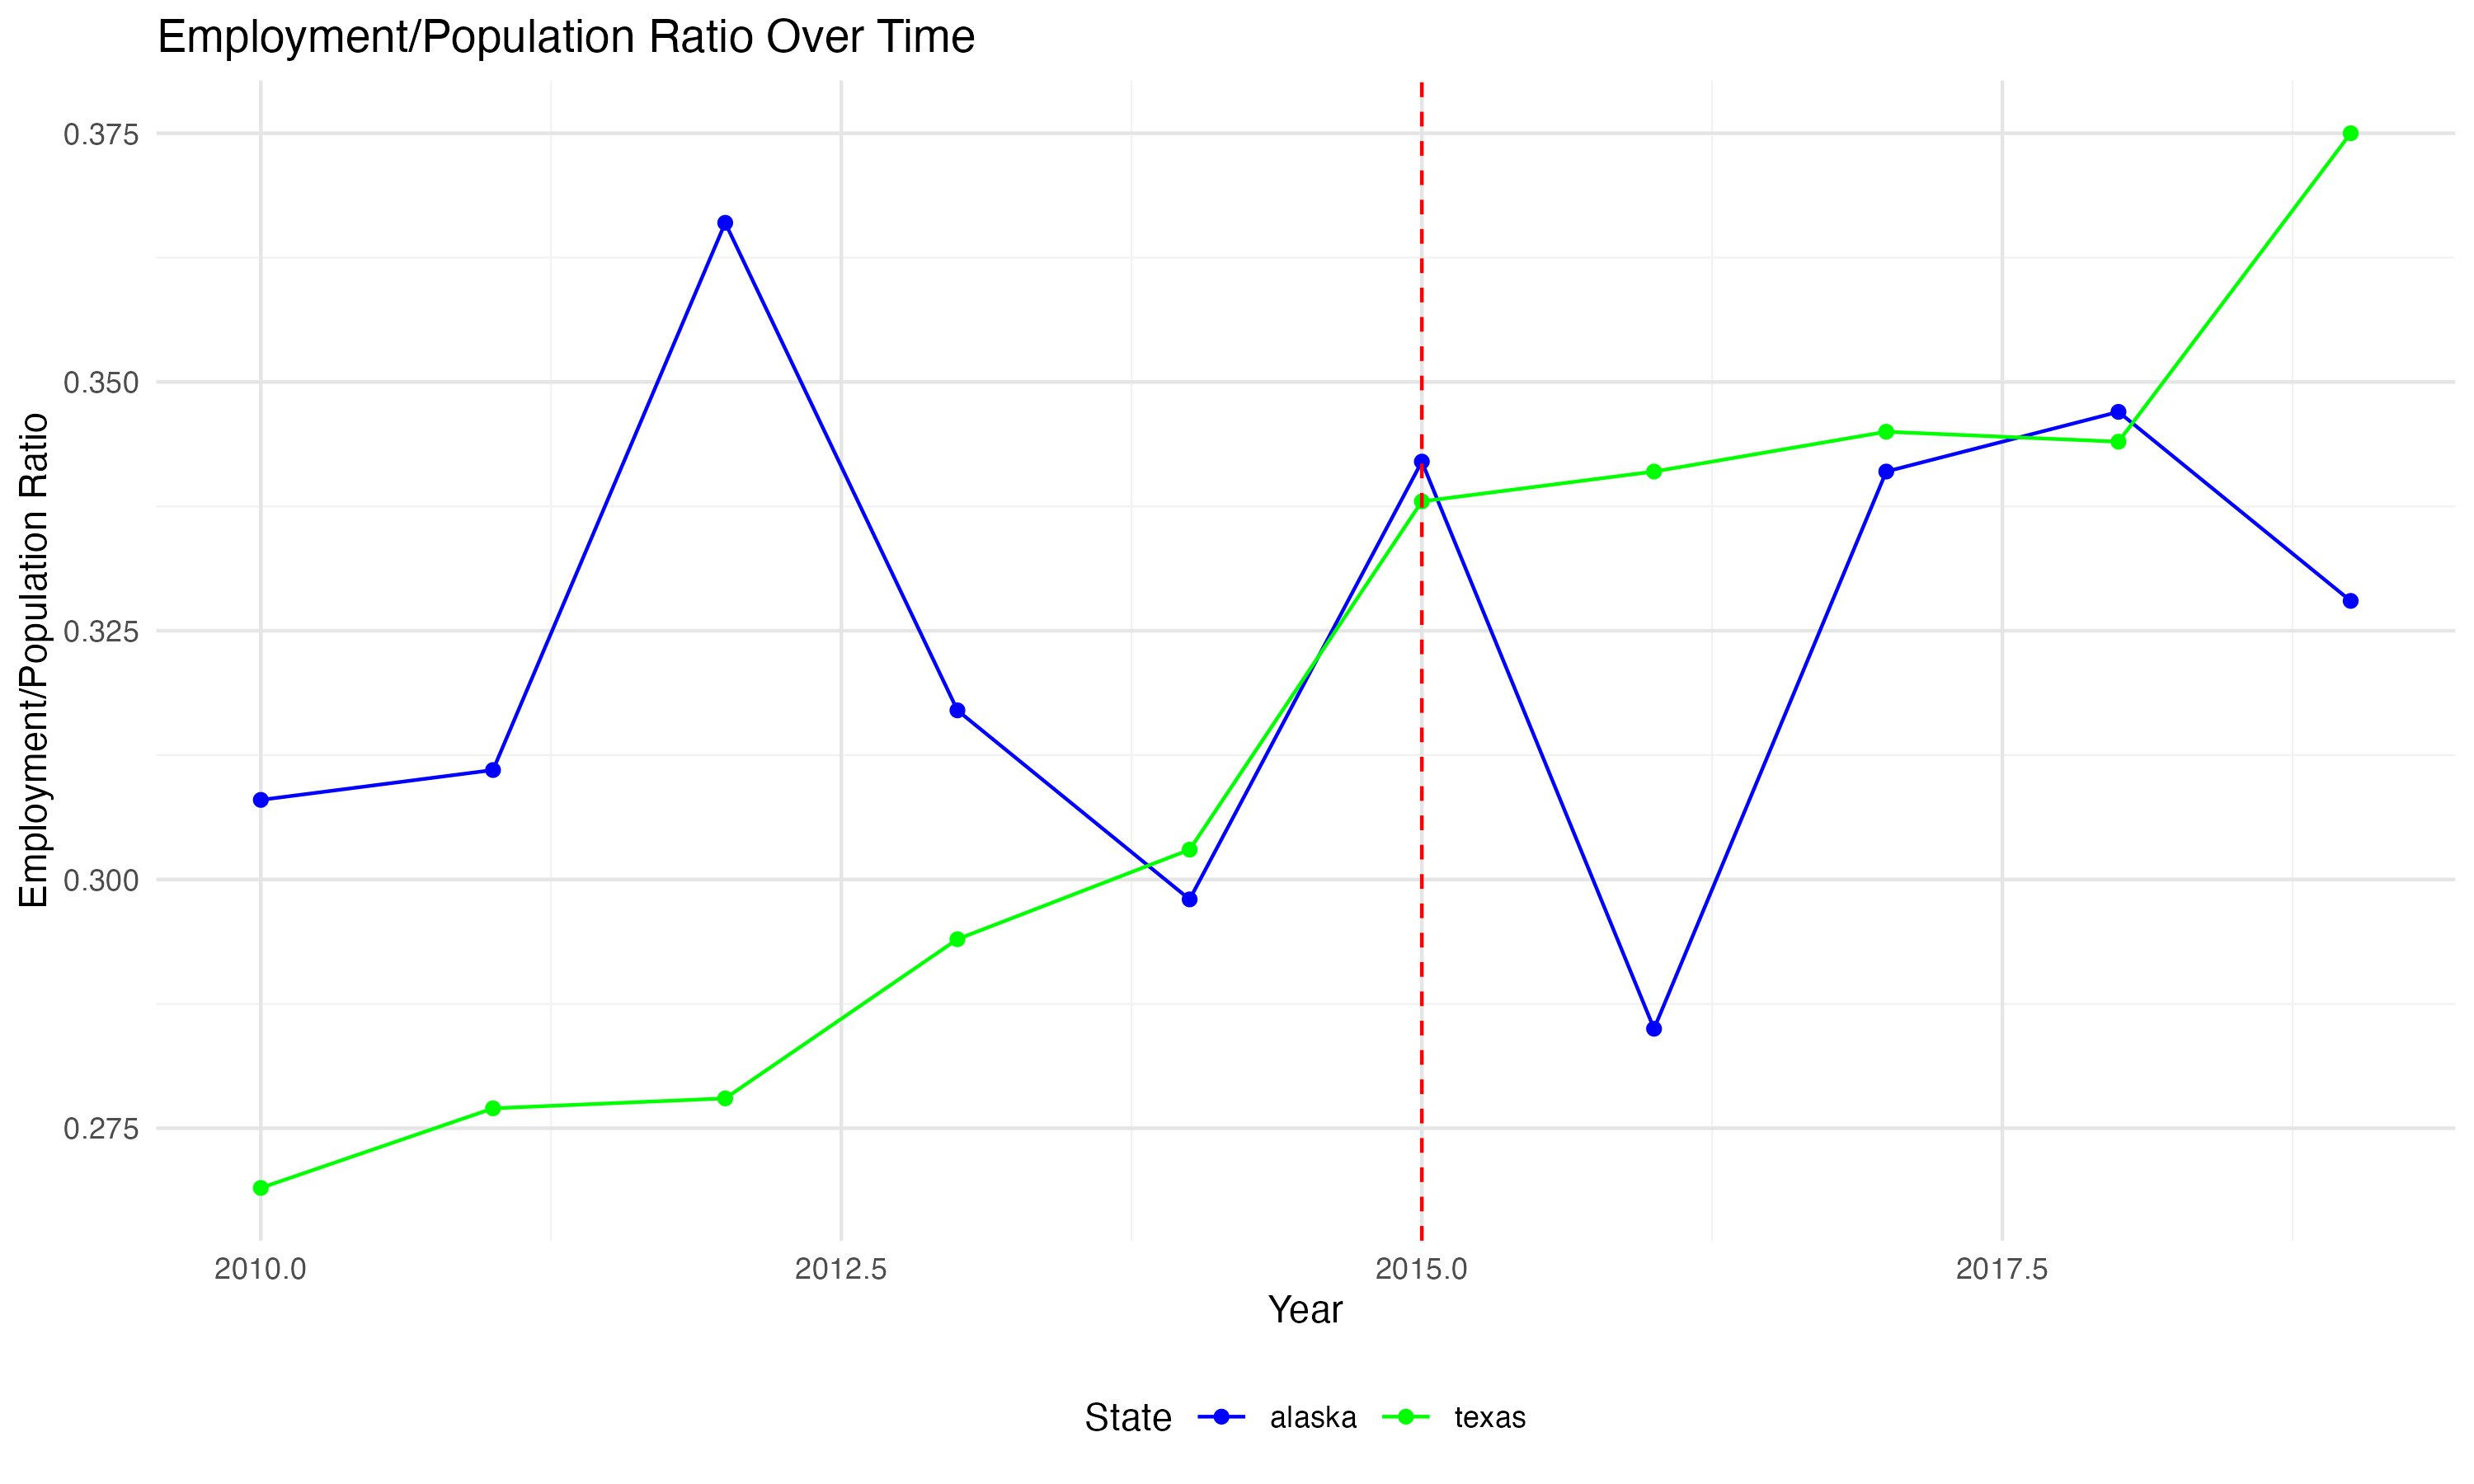 Employment/Population Ratio Over Time
Employment/Population Ratio
0.375
0.350
0.325
0.300
0.275
2010.0 2012.5 2015.0 2017.5
Year
State alaska texas